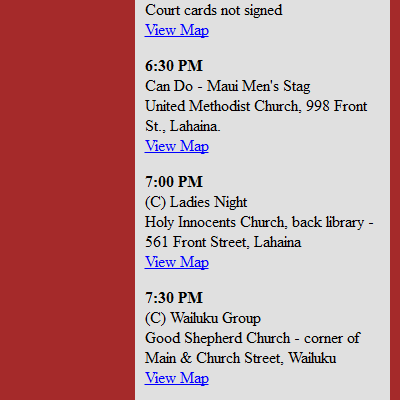 Court cards not signed
View Map
6:30 PM
Can Do - Maui Men's Stag
United Methodist Church, 998 Front
St., Lahaina.
View Map
7:00 PM
(C) Ladies Night
Holy Innocents Church, back library -
561 Front Street, Lahaina
View Map
7:30 PM
(C) Wailuku Group
Good Shepherd Church - corner of
Main & Church Street, Wailuku
View Map